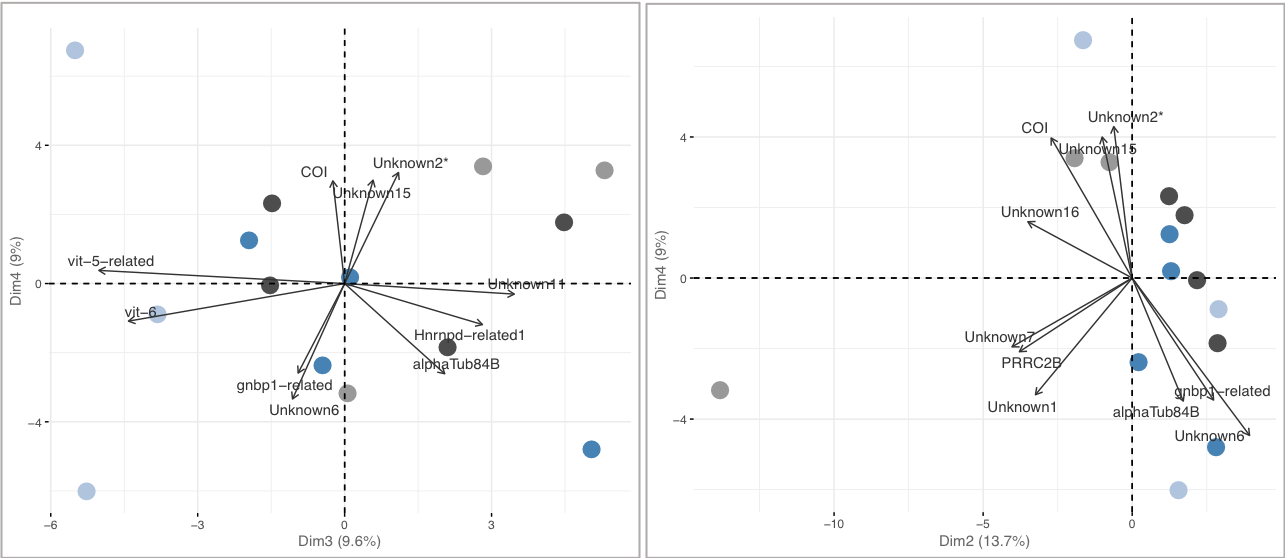 Unknown2*
COI
Unknown15
vit−5−related
vit−6
Unknown11
Hnrnpd−related1
alphaTub84B
gnbp1−related
Unknown6
4
0
−4
Dim4 (9%)
−6
−3
0
3
Dim3 (9.6%)
Unknown2*
COI
Unknown15
Unknown16
Unknown7
PRRC2B
Unknown1
gnbp1−related
alphaTub84B
Unknown6
4
0
−4
Dim4 (9%)
−10
−5
0
Dim2 (13.7%)